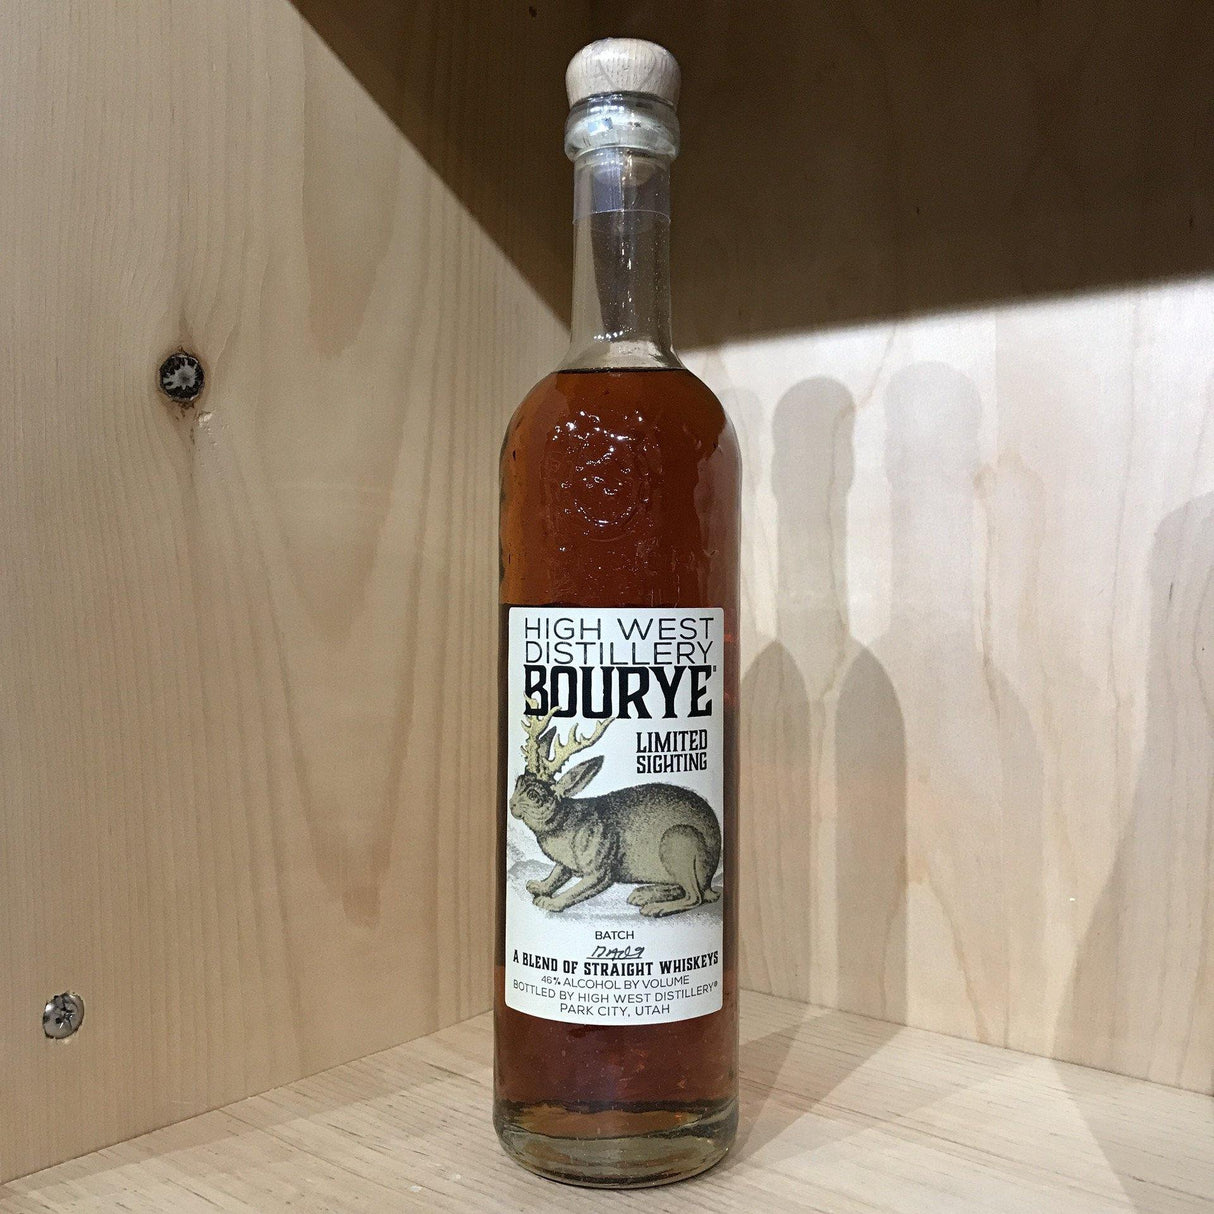 HIGH WEST
DISTILLERY
BOURYE®
LIMITED
SIGHTING
BATCH
A BLEND OF STRAIGHT WHISKEYS
46% ALCOHOL BY VOLUME
BOTTLED BY HIGH WEST DISTILLERY®
PARK CITY, UTAH